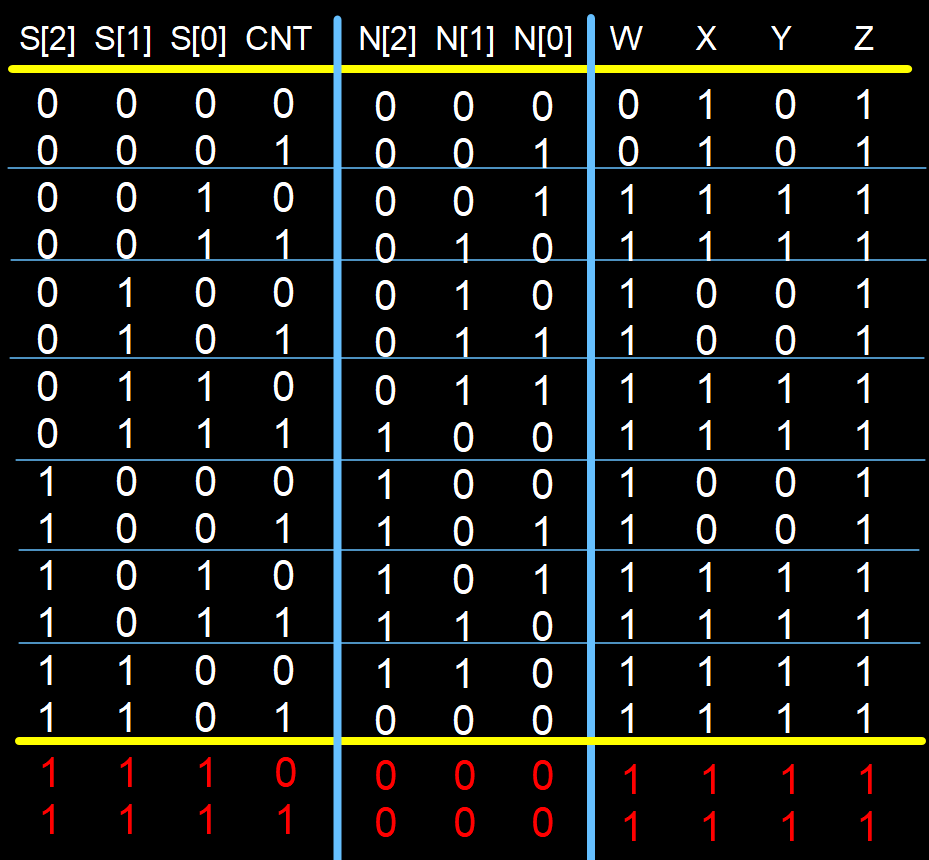 S[2] S[1] S[0] CNT N[2] N[1] N[0] W X Y Z
0 0 0 0 0 0 0 0 1 0 1
0 0 0 1 0 0 1 0 1 0 1
0 0 1 0 0 0 1 1 1 1 1
0 0 1 1 0 1 0 1 1 1 1
0 1 0 0 0 1 0 1 0 0 1
0 1 0 1 0 1 1 1 0 0 1
0 1 1 0 0 1 1 1 1 1 1
0 1 1 1 1 0 0 1 1 1 1
1 0 0 0 1 0 0 1 0 0 1
1 0 0 1 1 0 1 1 0 0 1
1 0 1 0 1 0 1 1 1 1 1
1 0 1 1 1 1 0 1 1 1 1
1 1 0 0 1 1 0 1 1 1 1
1 1 0 1 0 0 0 1 1 1 1
1 1 1 0 0 0 0 1 1 1 1
1 1 1 1 0 0 0 1 1 1 1